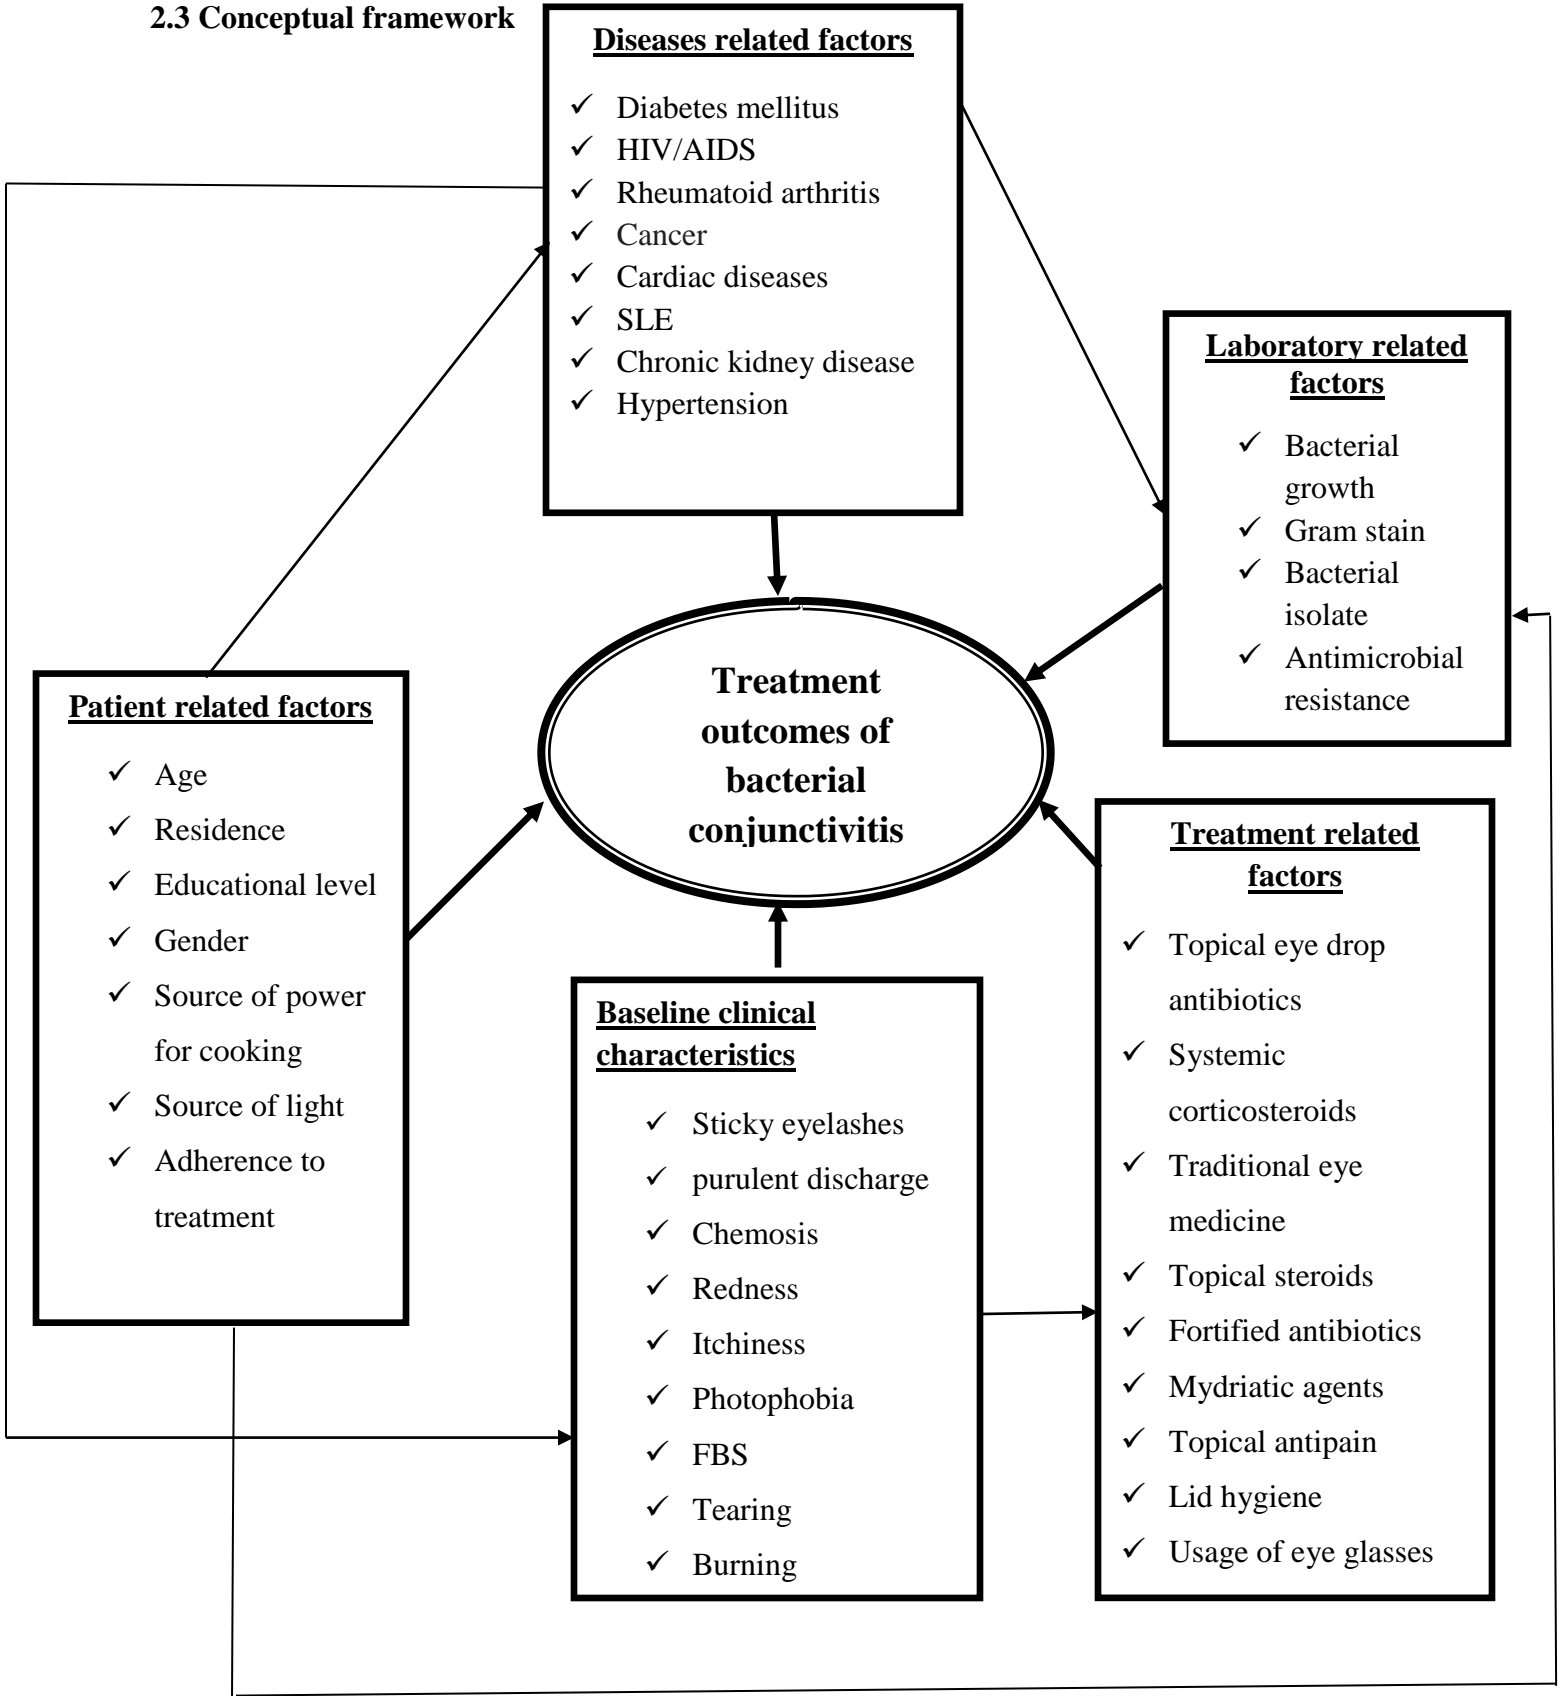 2.3 Conceptual framework
Diseases related factors
✓ Diabetes mellitus
✓ HIV/AIDS
✓ Rheumatoid arthritis
✓ Cancer
✓ Cardiac diseases
✓ SLE
✓ Chronic kidney disease
✓ Hypertension
Laboratory related
factors
✓ Bacterial
growth
✓ Gram stain
✓ Bacterial
isolate
✓ Antimicrobial
resistance
Treatment
outcomes of
bacterial
conjunctivitis
Patient related factors
✓ Age
✓ Residence
✓ Educational level
✓ Gender
✓ Source of power
for cooking
✓ Source of light
✓ Adherence to
treatment
Baseline clinical
characteristics
✓ Sticky eyelashes
✓ purulent discharge
✓ Chemosis
✓ Redness
✓ Itchiness
✓ Photophobia
✓ FBS
✓ Tearing
✓ Burning
Treatment related
factors
✓ Topical eye drop
antibiotics
✓ Systemic
corticosteroids
✓ Traditional eye
medicine
✓ Topical steroids
✓ Fortified antibiotics
✓ Mydriatic agents
✓ Topical antipain
✓ Lid hygiene
✓ Usage of eye glasses